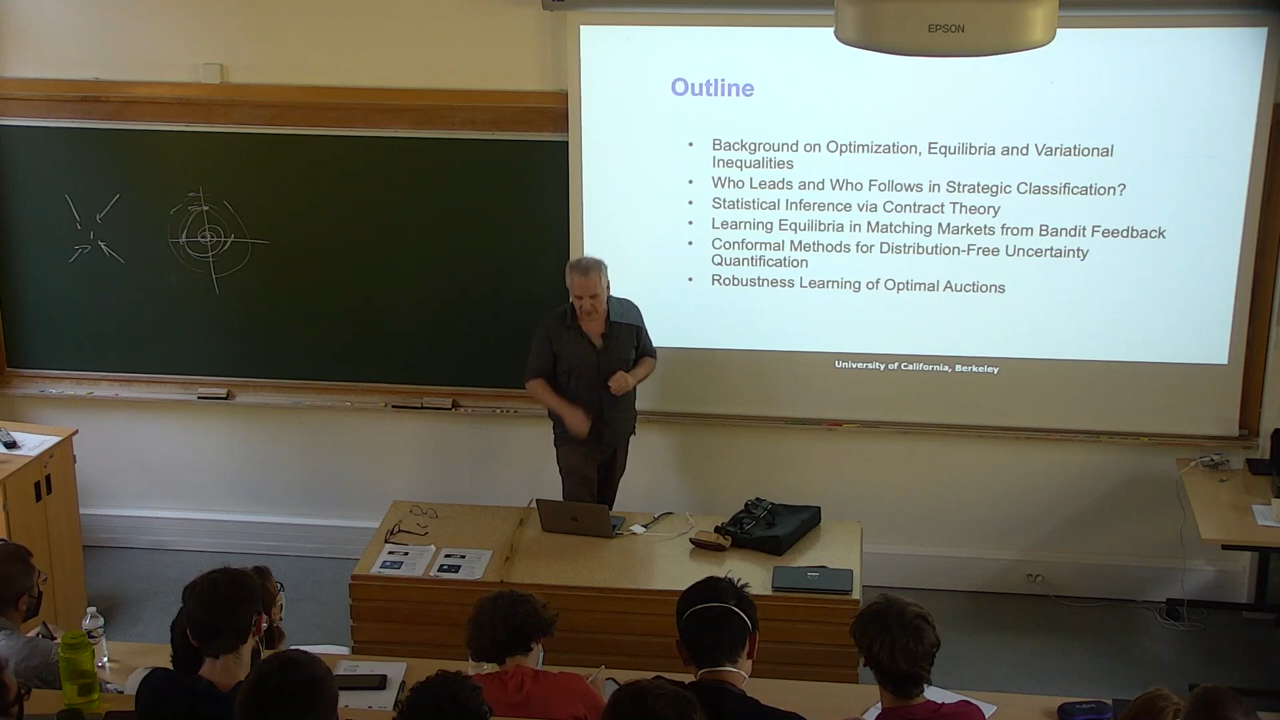 EPSON
Outline
• Background on Optimization, Equilibria and Variational
Inequalities
• Who Leads and Who Follows in Strategic Classification?
• Statistical Inference via Contract Theory
• Learning Equilibria in Matching Markets from Bandit Feedback
• Conformal Methods for Distribution-Free Uncertainty
Quantification
• Robustness Learning of Optimal Auctions
University of California, Berkeley